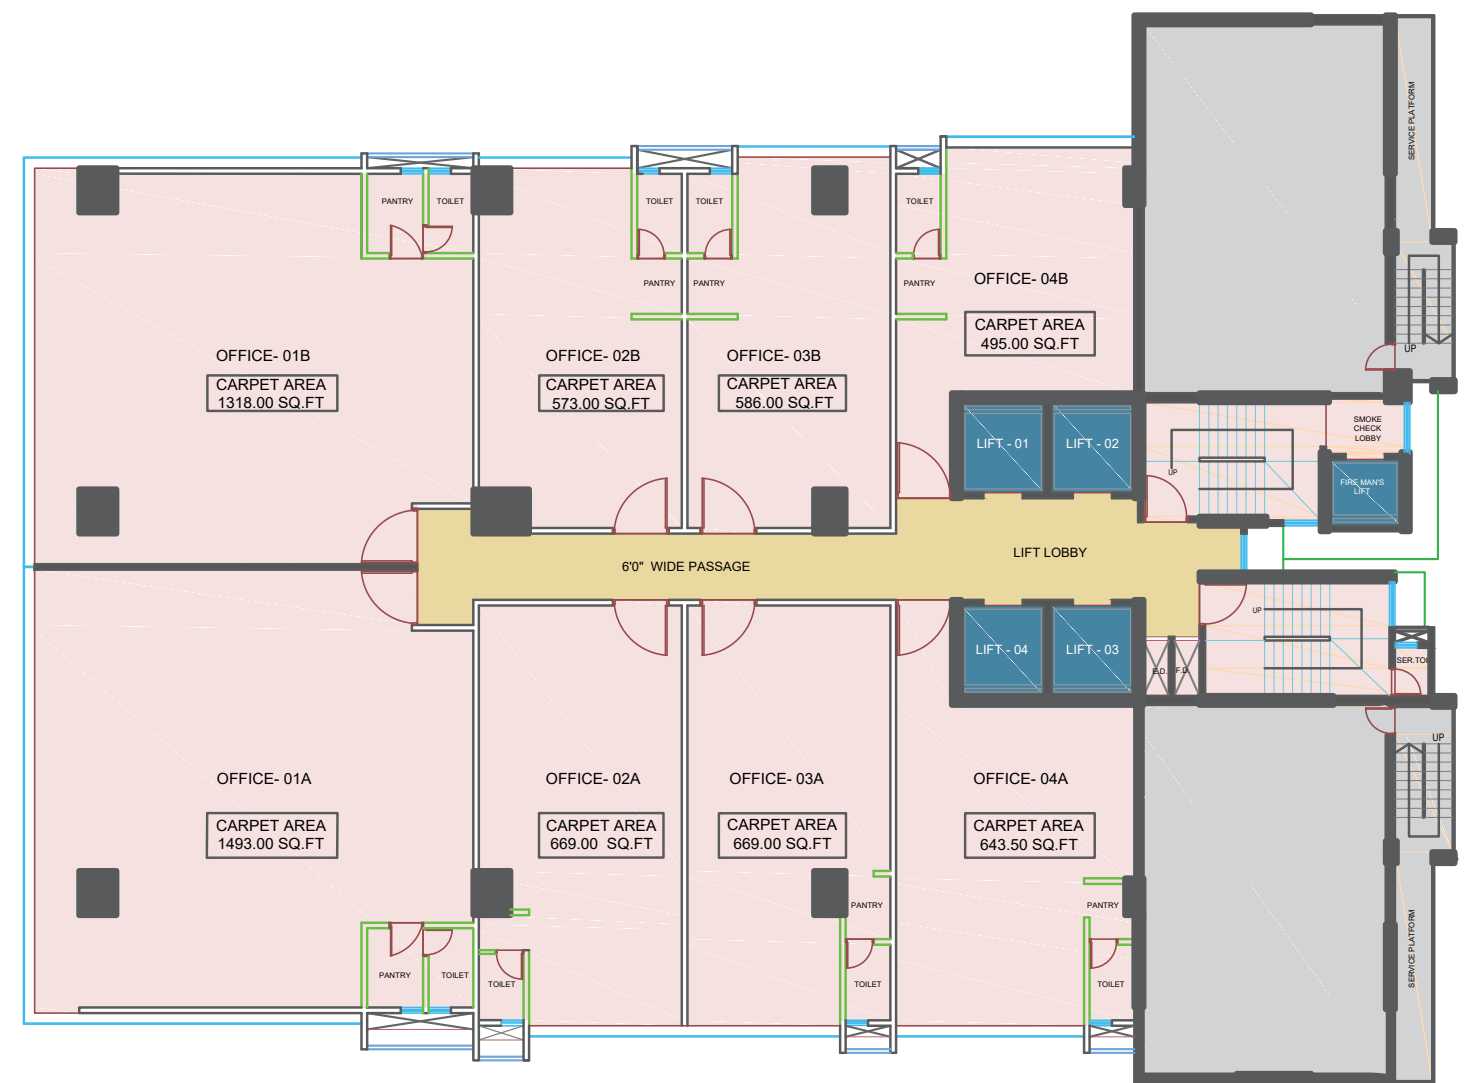 SERVICE PLATFORM
PANTRY
TOILET
TOILET
TOILET
TOILET
PANTRY
PANTRY
PANTRY
OFFICE- 04B
CARPET AREA
495.00 SQ.FT
OFFICE- 01B
CARPET AREA
1318.00 SQ.FT
OFFICE- 02B
CARPET AREA
573.00 SQ.FT
OFFICE- 03B
CARPET AREA
586.00 SQ.FT
UP
SMOKE
CHECK
LOBBY
LIFT - 01
LIFT - 02
UP
FIRE MAN'S
LIFT
6'0" WIDE PASSAGE
LIFT LOBBY
UP
LIFT - 04
LIFT - 03
E.D.
F.D.
SER.TOI
UP
OFFICE- 01A
CARPET AREA
1493.00 SQ.FT
OFFICE- 02A
CARPET AREA
669.00 SQ.FT
OFFICE- 03A
CARPET AREA
669.00 SQ.FT
OFFICE- 04A
CARPET AREA
643.50 SQ.FT
PANTRY
PANTRY
PANTRY
TOILET
TOILET
TOILET
TOILET
SERVICE PLATFORM